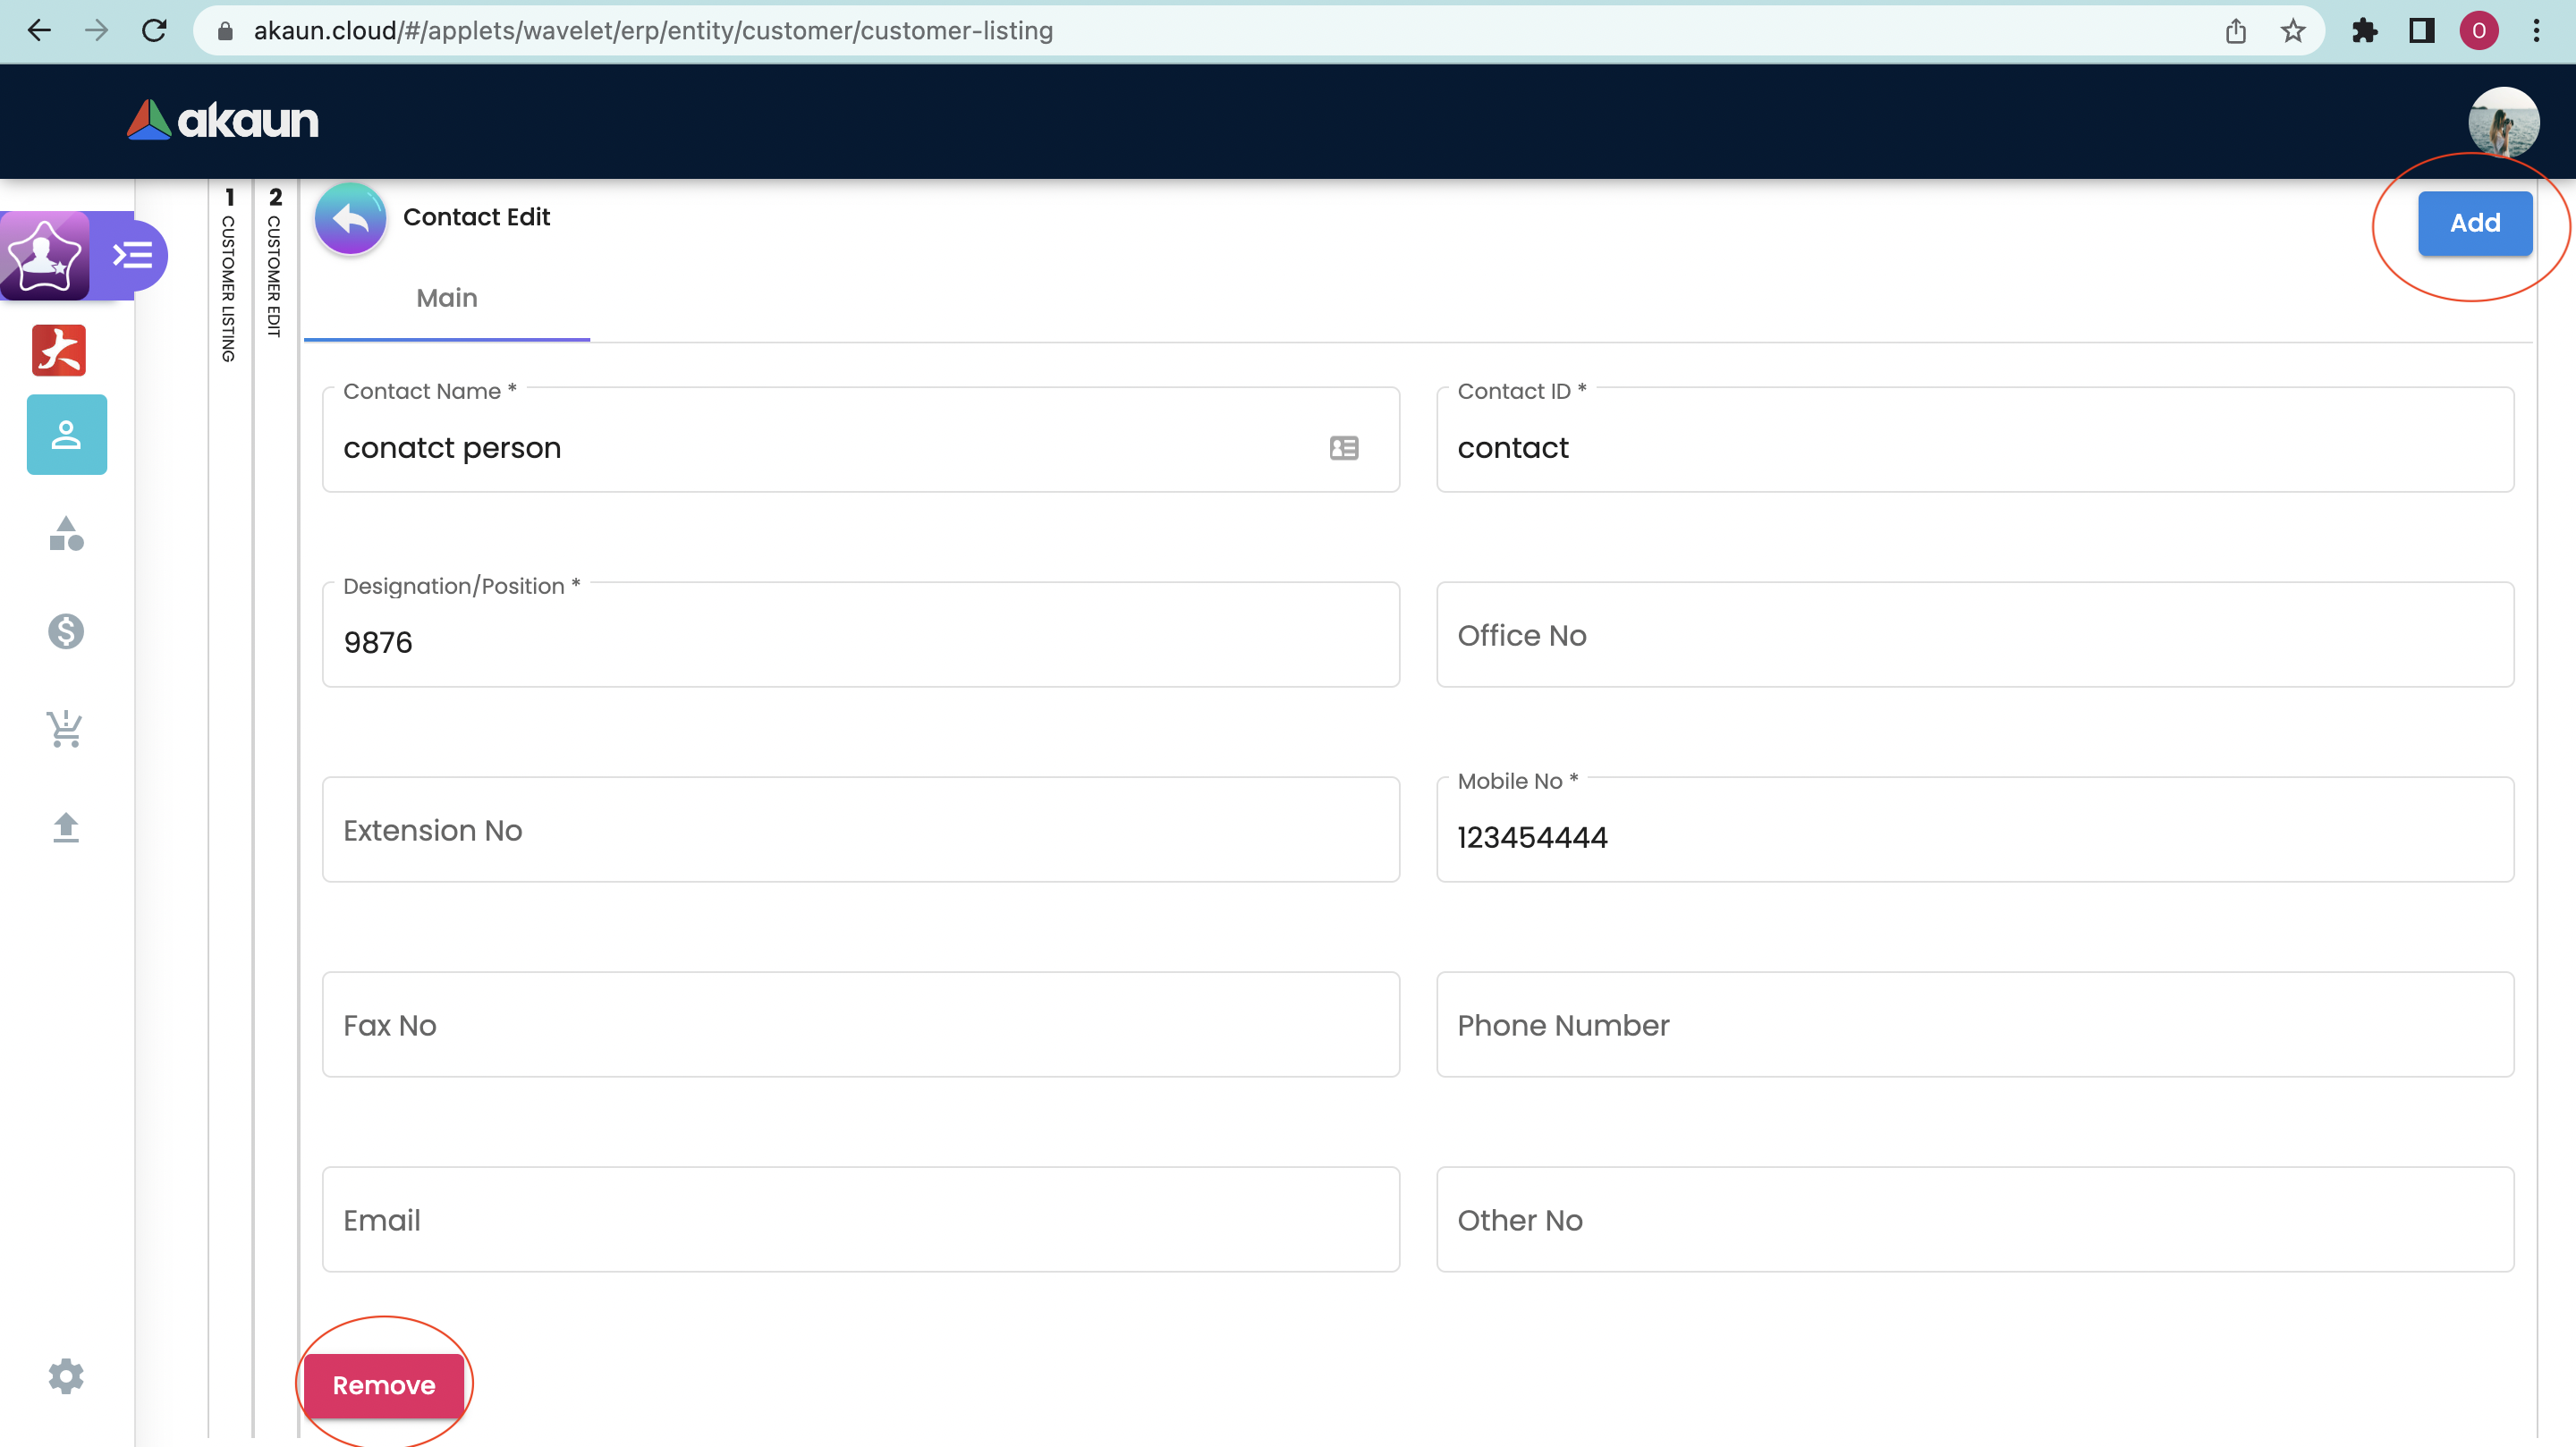 akaun.cloud/#/applets/wavelet/erp/entity/customer/customer-listing
O
akaun
1 CUSTOMER LISTING
2 CUSTOMER EDIT
Contact Edit
Add
Main
Contact Name *
conatct person
Contact ID *
contact
Designation/Position *
9876
Office No
Extension No
Mobile No *
123454444
Fax No
Phone Number
Email
Other No
Remove